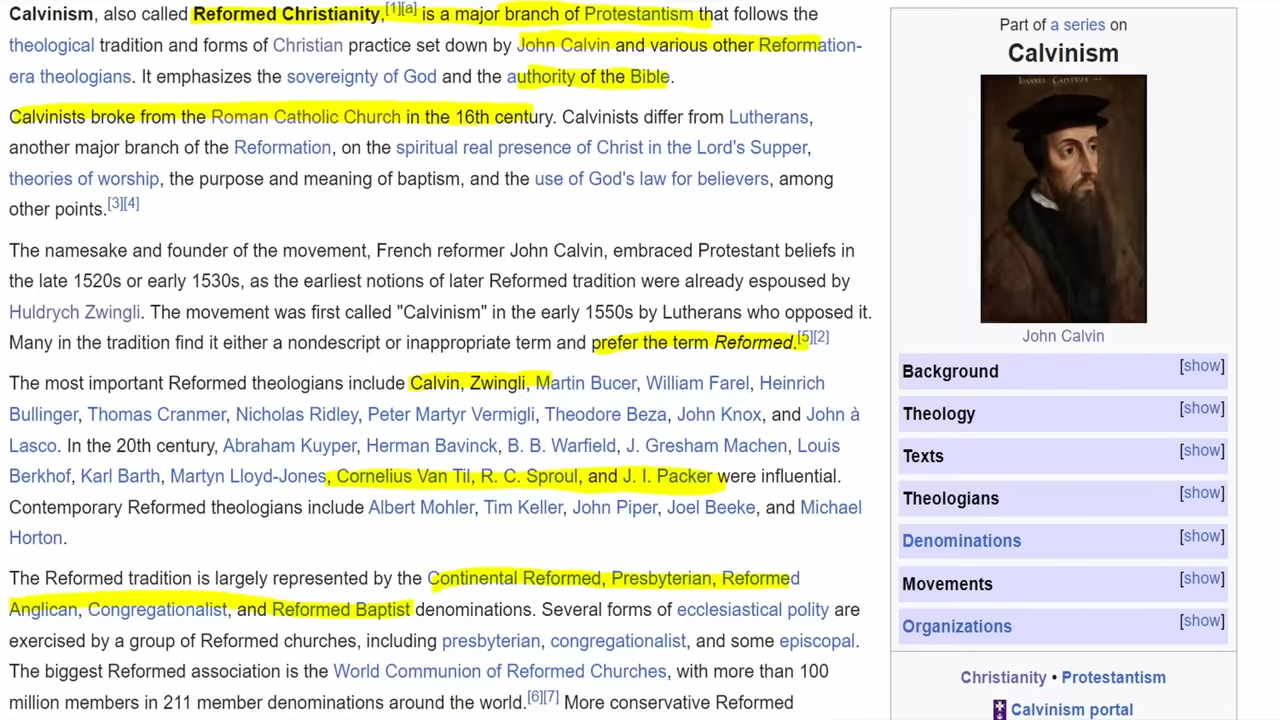 Calvinism, also called Reformed Christianity,[1][a] is a major branch of Protestantism that follows the
theological tradition and forms of Christian practice set down by John Calvin and various other Reformation-
era theologians. It emphasizes the sovereignty of God and the authority of the Bible.
Calvinists broke from the Roman Catholic Church in the 16th century. Calvinists differ from Lutherans,
another major branch of the Reformation, on the spiritual real presence of Christ in the Lord's Supper,
theories of worship, the purpose and meaning of baptism, and the use of God's law for believers, among
other points.[3][4]
The namesake and founder of the movement, French reformer John Calvin, embraced Protestant beliefs in
the late 1520s or early 1530s, as the earliest notions of later Reformed tradition were already espoused by
Huldrych Zwingli. The movement was first called "Calvinism" in the early 1550s by Lutherans who opposed it.
Many in the tradition find it either a nondescript or inappropriate term and prefer the term Reformed.[5][2]
The most important Reformed theologians include Calvin, Zwingli, Martin Bucer, William Farel, Heinrich
Bullinger, Thomas Cranmer, Nicholas Ridley, Peter Martyr Vermigli, Theodore Beza, John Knox, and John à
Lasco. In the 20th century, Abraham Kuyper, Herman Bavinck, B. B. Warfield, J. Gresham Machen, Louis
Berkhof, Karl Barth, Martyn Lloyd-Jones, Cornelius Van Til, R. C. Sproul, and J. I. Packer were influential.
Contemporary Reformed theologians include Albert Mohler, Tim Keller, John Piper, Joel Beeke, and Michael
Horton.
The Reformed tradition is largely represented by the Continental Reformed, Presbyterian, Reformed
Anglican, Congregationalist, and Reformed Baptist denominations. Several forms of ecclesiastical polity are
exercised by a group of Reformed churches, including presbyterian, congregationalist, and some episcopal.
The biggest Reformed association is the World Communion of Reformed Churches, with more than 100
million members in 211 member denominations around the world.[6][7] More conservative Reformed
Part of a series on
Calvinism
John Calvin
Background [show]
Theology [show]
Texts [show]
Theologians [show]
Denominations [show]
Movements [show]
Organizations [show]
Christianity • Protestantism
Calvinism portal